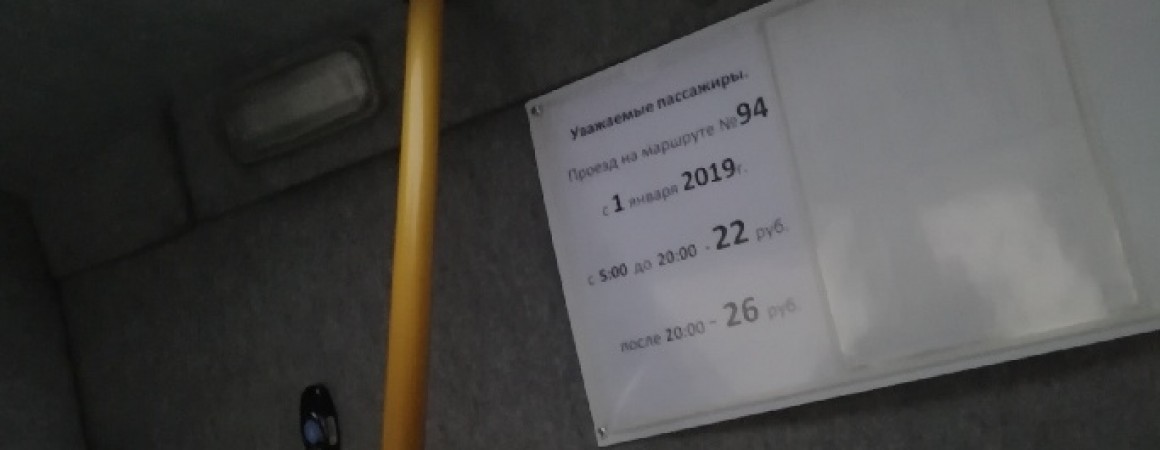 Уважаемые пассажиры.
Проезд на маршруте №94
с 1 января 2019г.
с 5:00 до 20:00 - 22 руб.
после 20:00 - 26 руб.